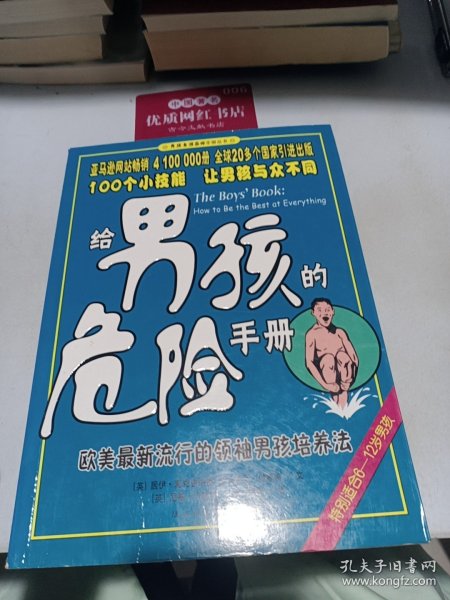 006
中国著名
优质网红书店
亚马逊网站畅销 4 100 000册 全球20多个国家引进出版
100个小技能 让男孩与众不同
The Boys' Book:
How to Be the Best at Everything
给男孩的
危险手册
欧美最新流行的领袖男孩培养法
特别适合6—12岁男孩
孔夫子旧书网
www.kongfz.com